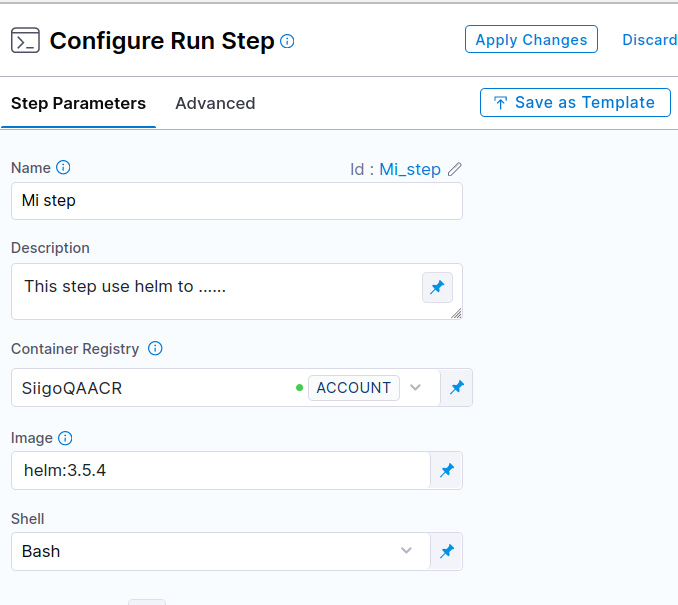 Configure Run Step
Apply Changes
Discard
Step Parameters
Advanced
Save as Template
Name
Id : Mi_step
Mi step
Description
This step use helm to ......
Container Registry
SiigoQAACR
ACCOUNT
Image
helm:3.5.4
Shell
Bash